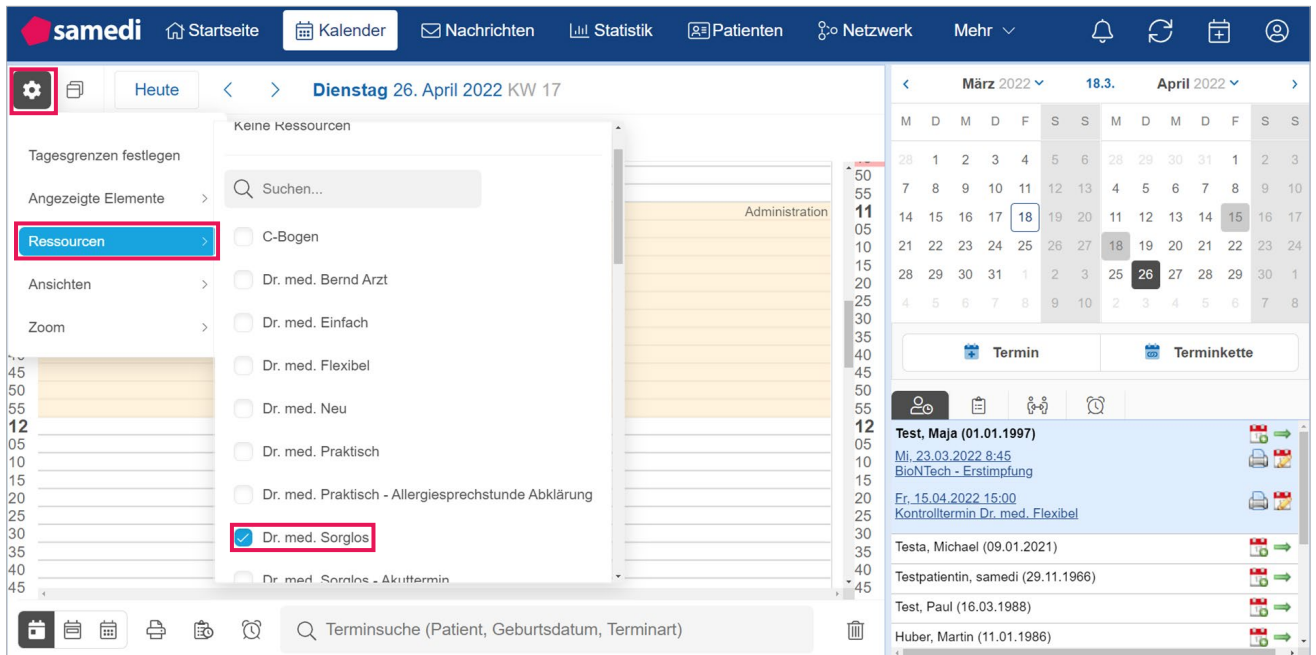 samedi Startseite Kalender Nachrichten Statistik Patienten Netzwerk Mehr
Heute Dienstag 26. April 2022 KW 17
Tagesgrenzen festlegen
Angezeigte Elemente
Ressourcen
Ansichten
Zoom
Keine Ressourcen
Suchen...
C-Bogen
Dr. med. Bernd Arzt
Dr. med. Einfach
Dr. med. Flexibel
Dr. med. Neu
Dr. med. Praktisch
Dr. med. Praktisch - Allergiesprechstunde Abklärung
Dr. med. Sorglos
Dr. med. Sorglos - Akuttermin
45
50
55
12
05
10
15
20
25
30
35
40
45
Administration
50
55
11
05
10
15
20
25
30
35
40
45
50
55
12
05
10
15
20
25
30
35
40
45
Terminsuche (Patient, Geburtsdatum, Terminart)
März 2022 18.3. April 2022
M D M D F S S M D M D F S S
28 1 2 3 4 5 6 28 29 30 31 1 2 3
7 8 9 10 11 12 13 4 5 6 7 8 9 10
14 15 16 17 18 19 20 11 12 13 14 15 16 17
21 22 23 24 25 26 27 18 19 20 21 22 23 24
28 29 30 31 1 2 3 25 26 27 28 29 30 1
4 5 6 7 8 9 10 2 3 4 5 6 7 8
Termin Terminkette
Test, Maja (01.01.1997)
Mi, 23.03.2022 8:45
BioNTech - Erstimpfung
Fr, 15.04.2022 15:00
Kontrolltermin Dr. med. Flexibel
Testa, Michael (09.01.2021)
Testpatientin, samedi (29.11.1966)
Test, Paul (16.03.1988)
Huber, Martin (11.01.1986)